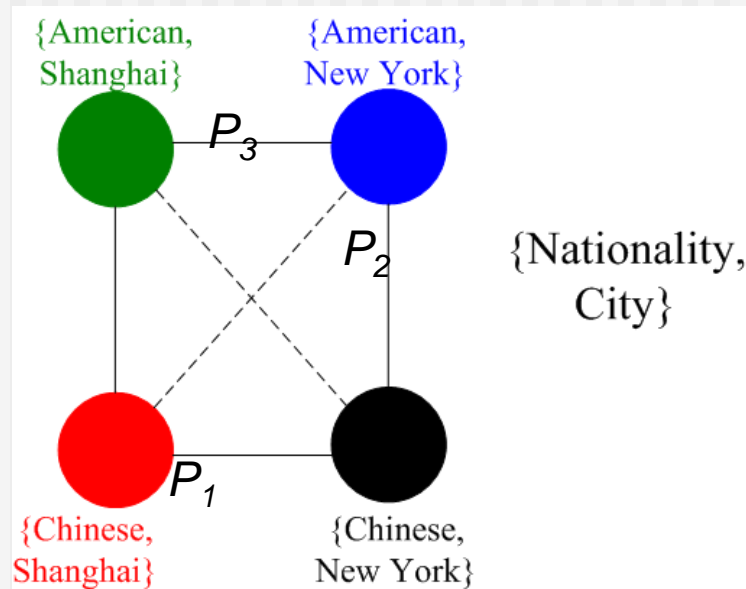 {American,
Shanghai}
{American,
New York}
P3
P2
{Nationality,
City}
P1
{Chinese,
Shanghai}
{Chinese,
New York}